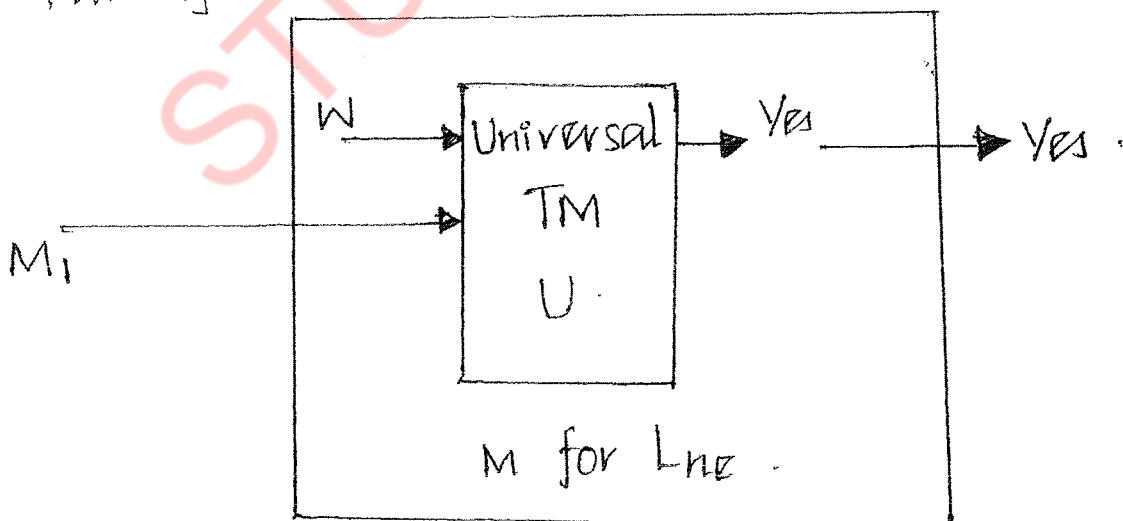 W
Universal
TM
U.
Yes
Yes.
M₁
M for Lne.